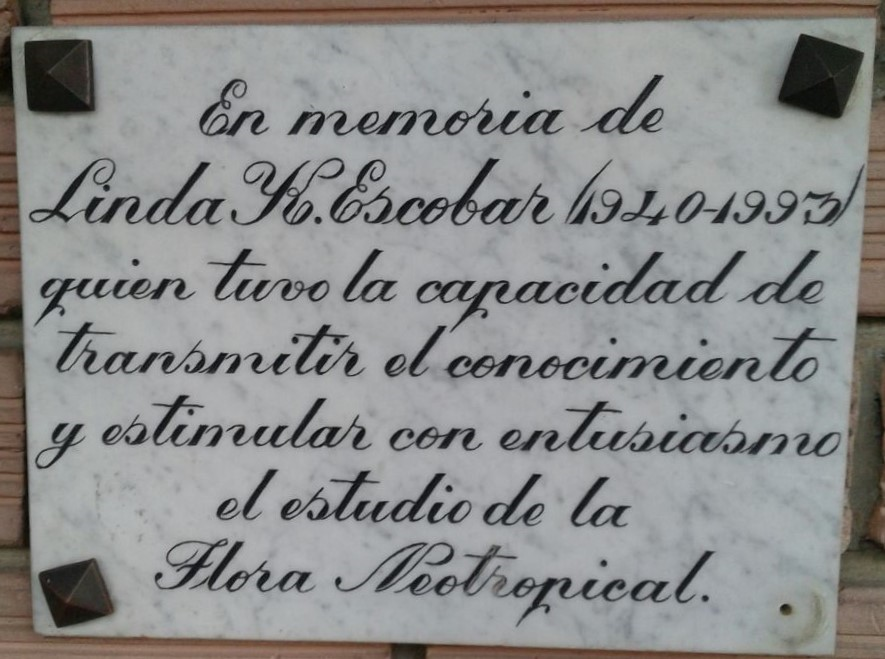 En memoria de
Linda K. Escobar (1940-1993)
quien tuvo la capacidad de
transmitir el conocimiento
y estimular con entusiasmo
el estudio de la
Flora Neotropical.